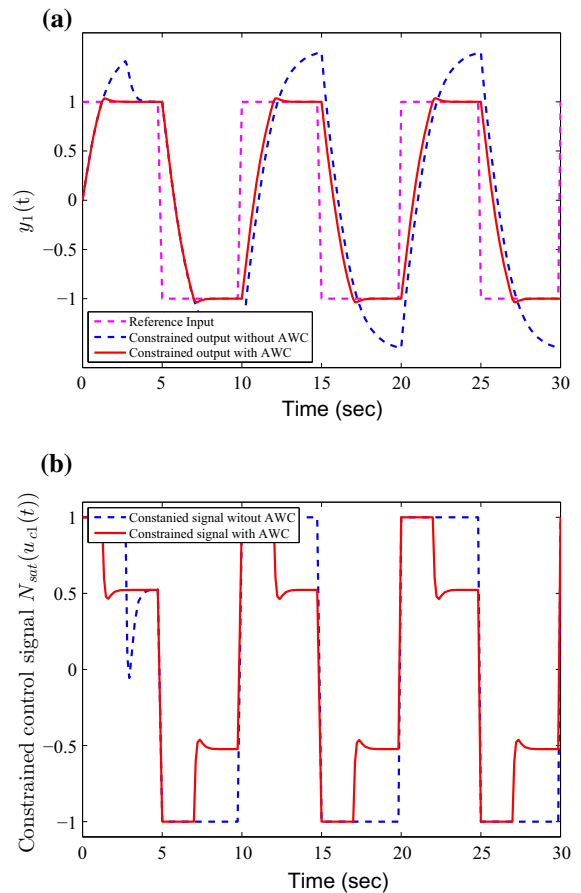 (a)
1
0.5
0
−0.5
−1
y1(t)
Reference Input
Constrained output without AWC
Constrained output with AWC
0 5 10 15 20 25 30
Time (sec)
(b)
Constanied signal witout AWC
Constrained signal with AWC
1
0.5
0
−0.5
−1
Constrained control signal Nsat(uc1(t))
0 5 10 15 20 25 30
Time (sec)